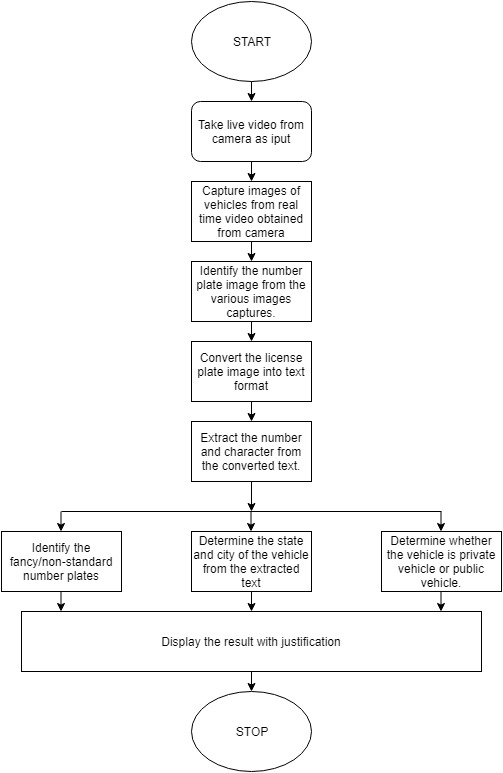 START
Take live video from
camera as iput
Capture images of
vehicles from real
time video obtained
from camera
Identify the number
plate image from the
various images
captures.
Convert the license
plate image into text
format
Extract the number
and character from
the converted text.
Identify the
fancy/non-standard
number plates
Determine the state
and city of the vehicle
from the extracted
text
Determine whether
the vehicle is private
vehicle or public
vehicle.
Display the result with justification
STOP